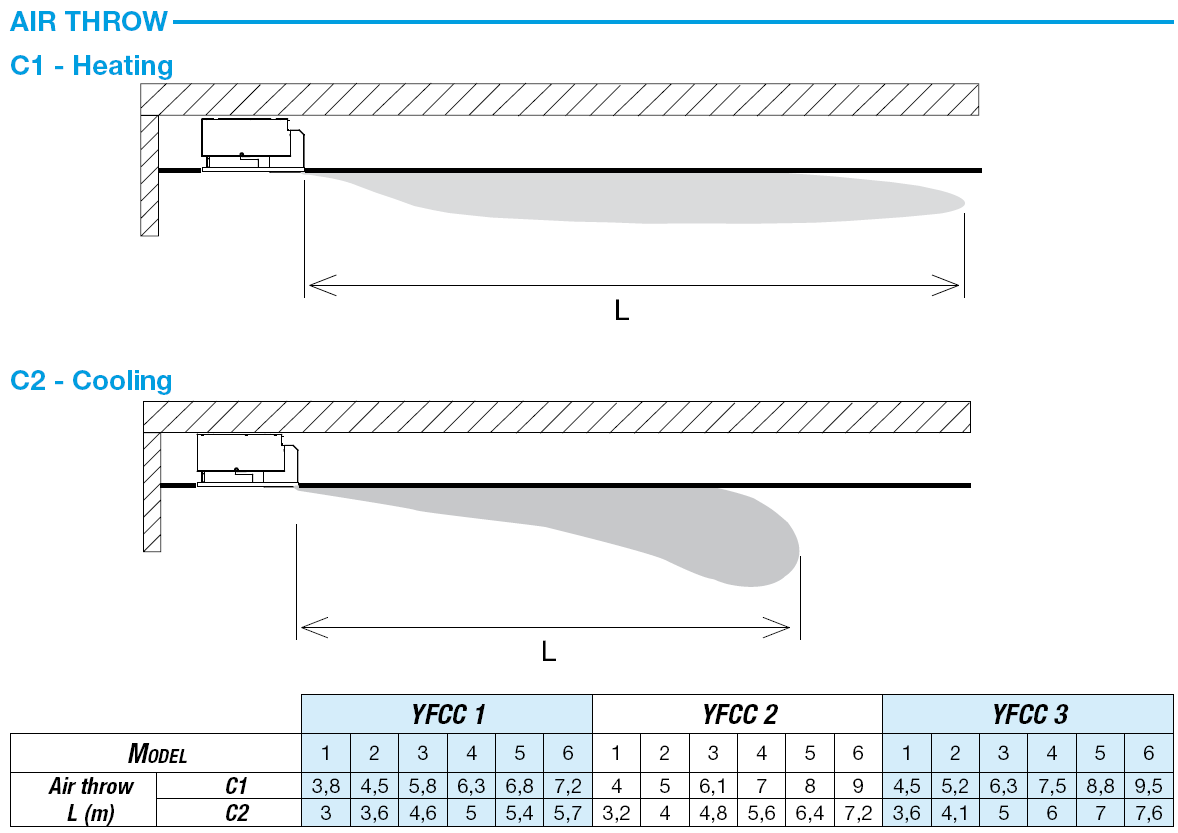 AIR THROW
C1 - Heating
L
C2 - Cooling
L
YFCC 1 YFCC 2 YFCC 3
MODEL 1 2 3 4 5 6 1 2 3 4 5 6 1 2 3 4 5 6
Air throw C1 3,8 4,5 5,8 6,3 6,8 7,2 4 5 6,1 7 8 9 4,5 5,2 6,3 7,5 8,8 9,5
L (m) C2 3 3,6 4,6 5 5,4 5,7 3,2 4 4,8 5,6 6,4 7,2 3,6 4,1 5 6 7 7,6